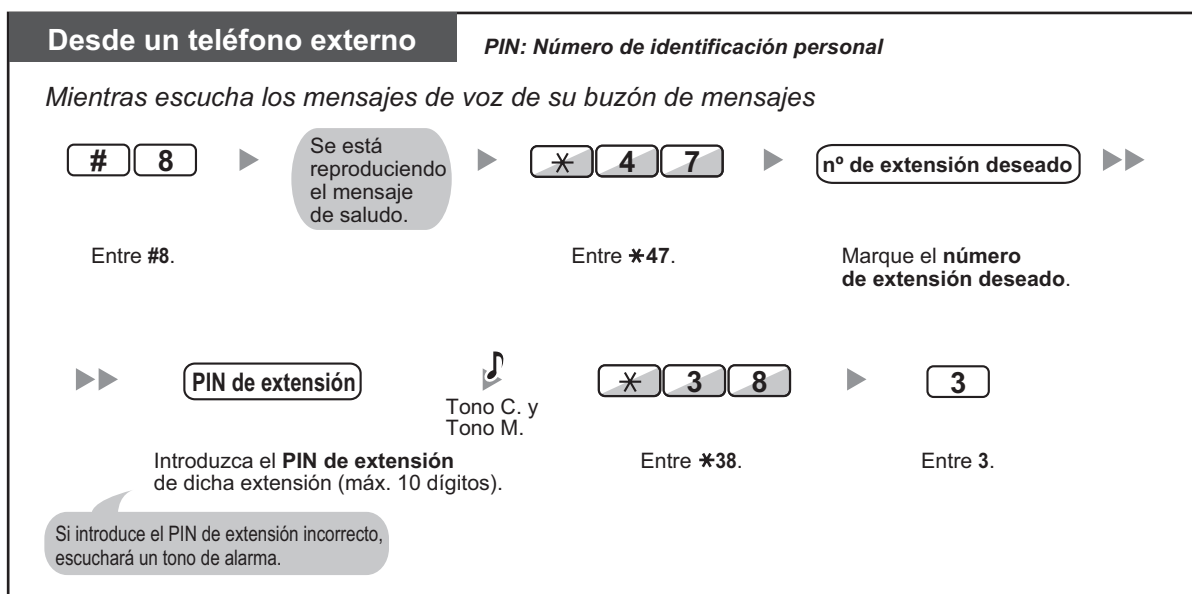 Desde un teléfono externo
PIN: Número de identificación personal
Mientras escucha los mensajes de voz de su buzón de mensajes
# 8
Se está
reproduciendo
el mensaje
de saludo.
✳ 4 7
nº de extensión deseado
Entre #8.
Entre ✳47.
Marque el número
de extensión deseado.
PIN de extensión
Tono C. y
Tono M.
✳ 3 8
3
Introduzca el PIN de extensión
de dicha extensión (máx. 10 dígitos).
Entre ✳38.
Entre 3.
Si introduce el PIN de extensión incorrecto,
escuchará un tono de alarma.